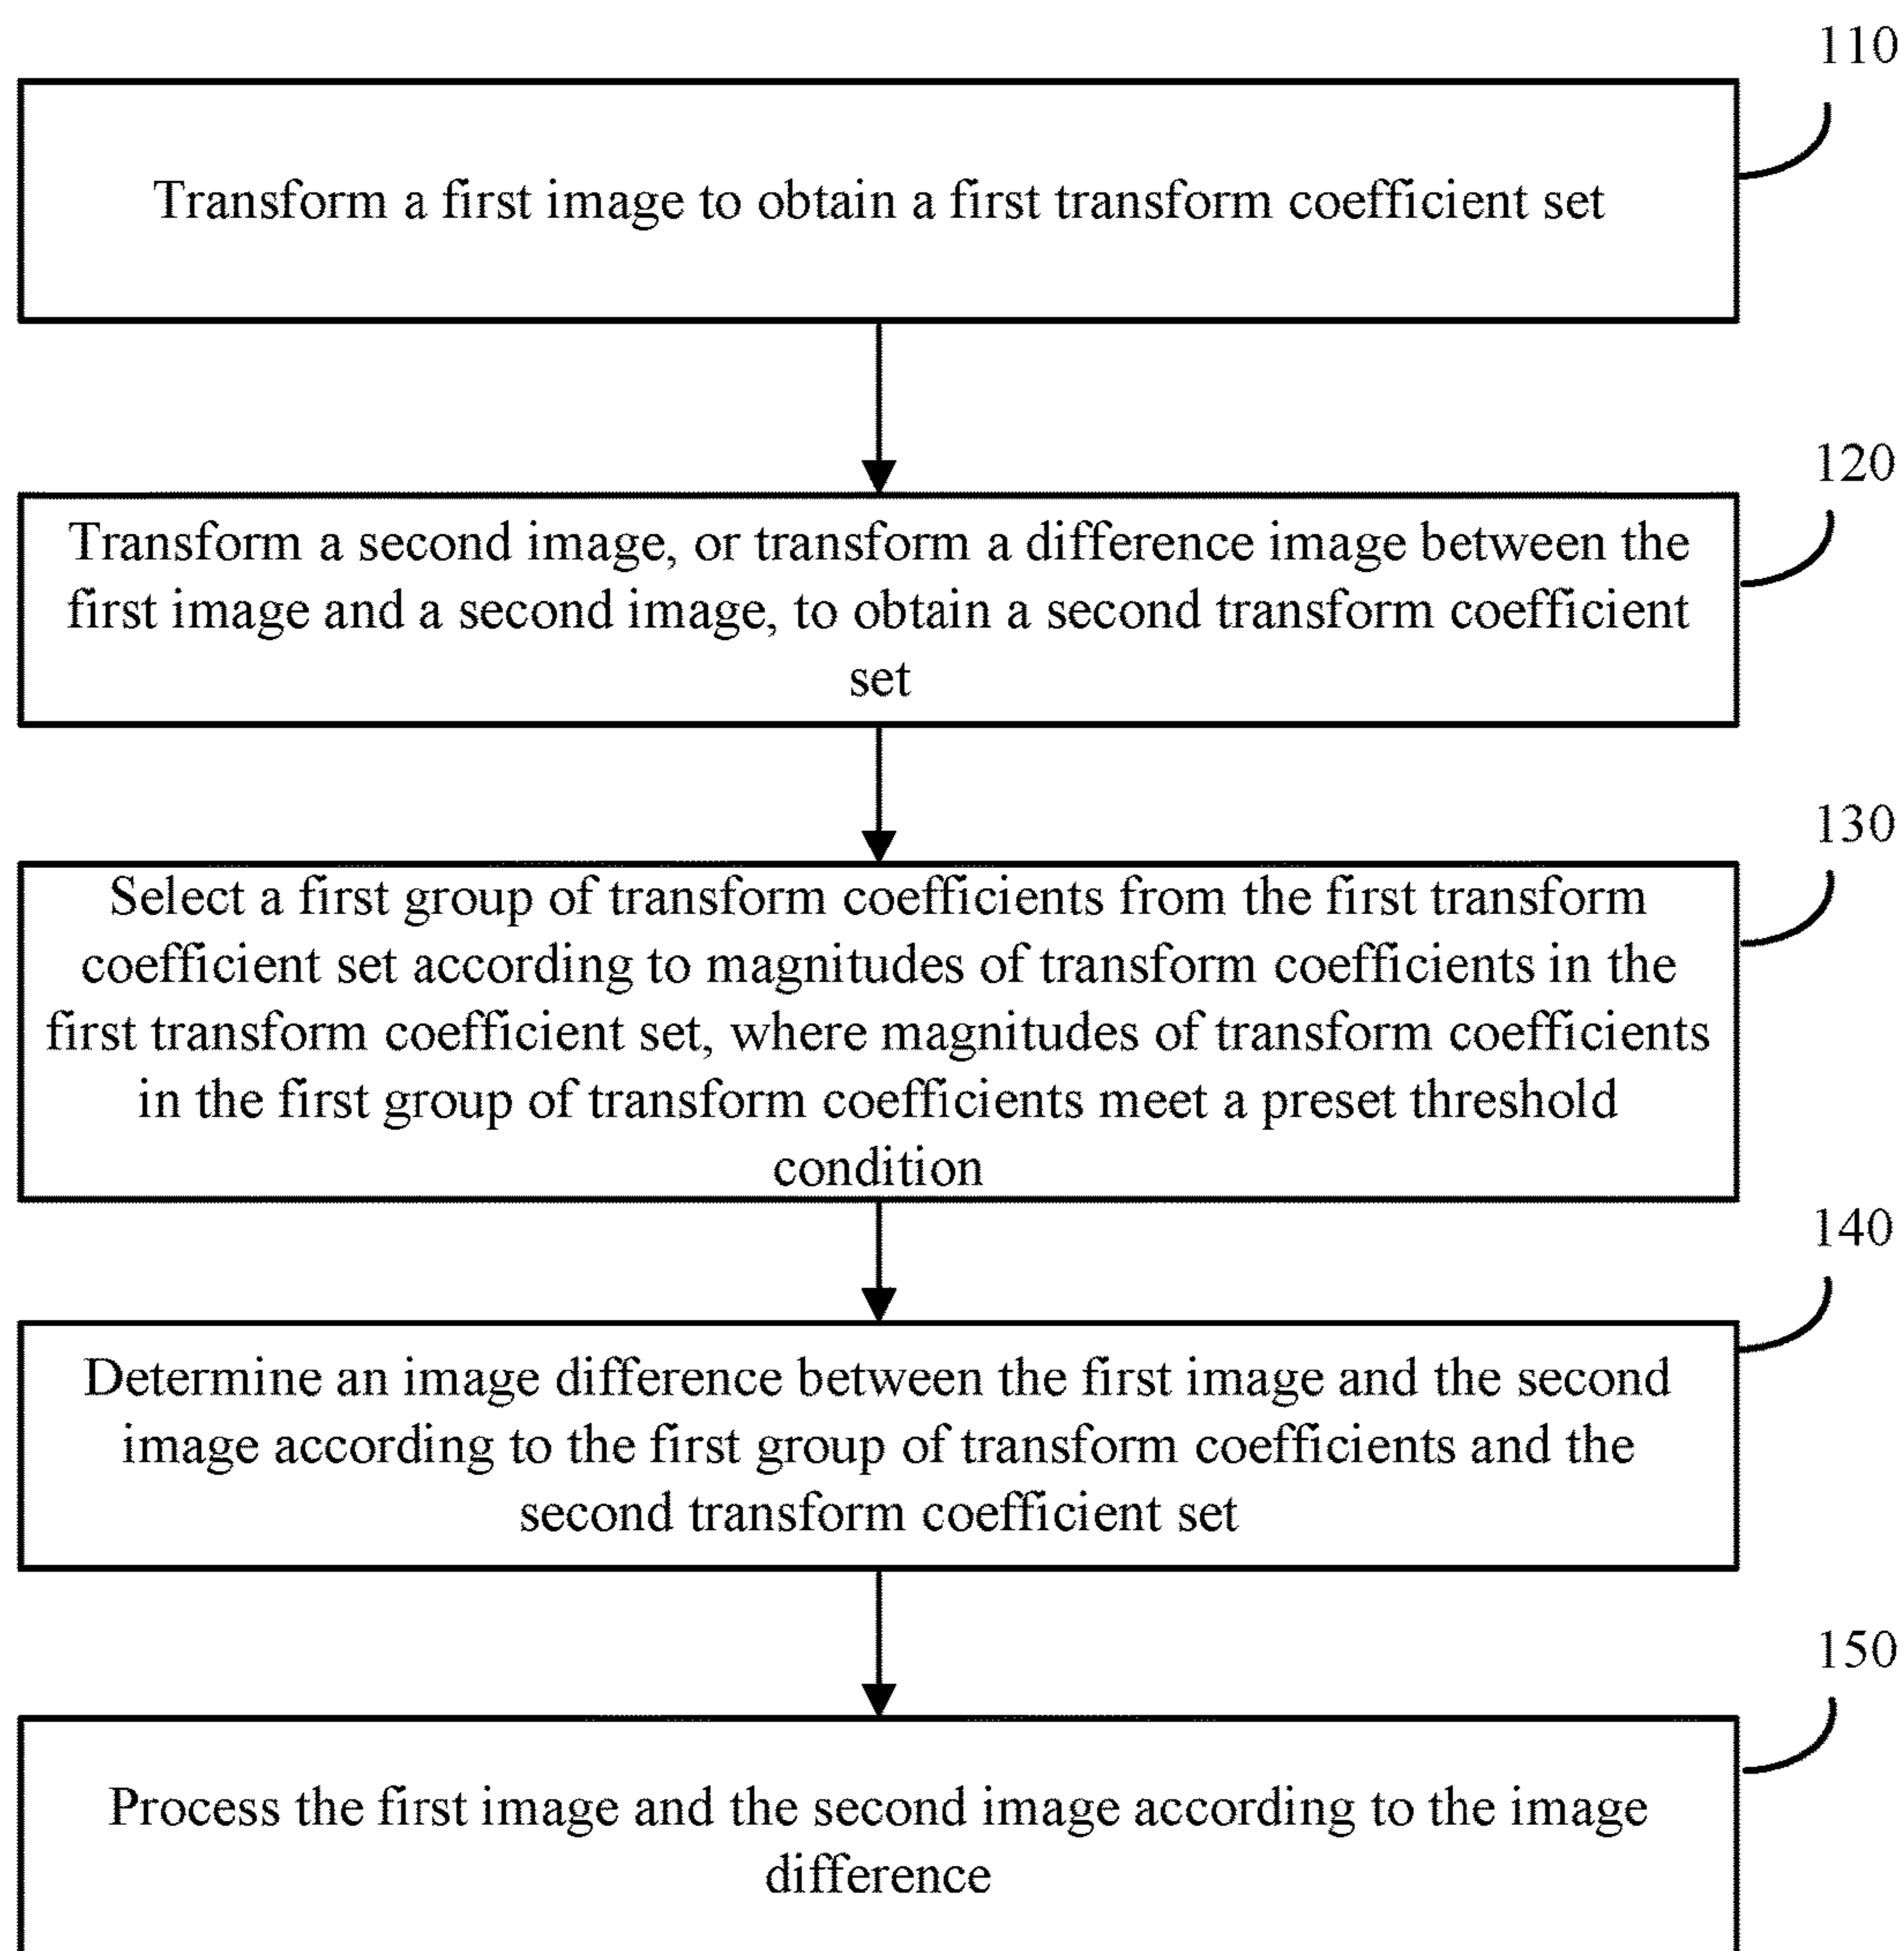 110
Transform a first image to obtain a first transform coefficient set
120
Transform a second image, or transform a difference image between the
first image and a second image, to obtain a second transform coefficient
set
130
Select a first group of transform coefficients from the first transform
coefficient set according to magnitudes of transform coefficients in the
first transform coefficient set, where magnitudes of transform coefficients
in the first group of transform coefficients meet a preset threshold
condition
140
Determine an image difference between the first image and the second
image according to the first group of transform coefficients and the
second transform coefficient set
150
Process the first image and the second image according to the image
difference